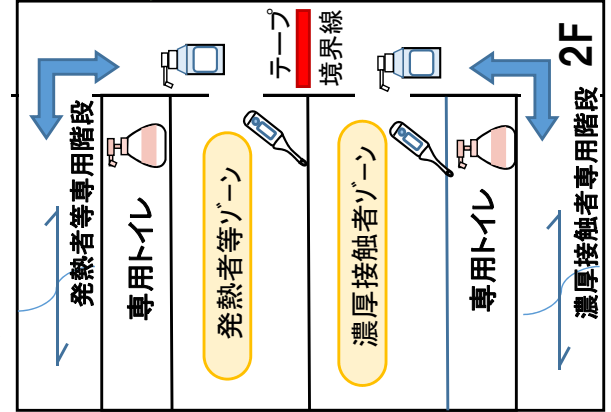 2F
テープ
境界線
発熱者等専用階段
専用トイレ
発熱者等ゾーン
濃厚接触者ゾーン
専用トイレ
濃厚接触者専用階段